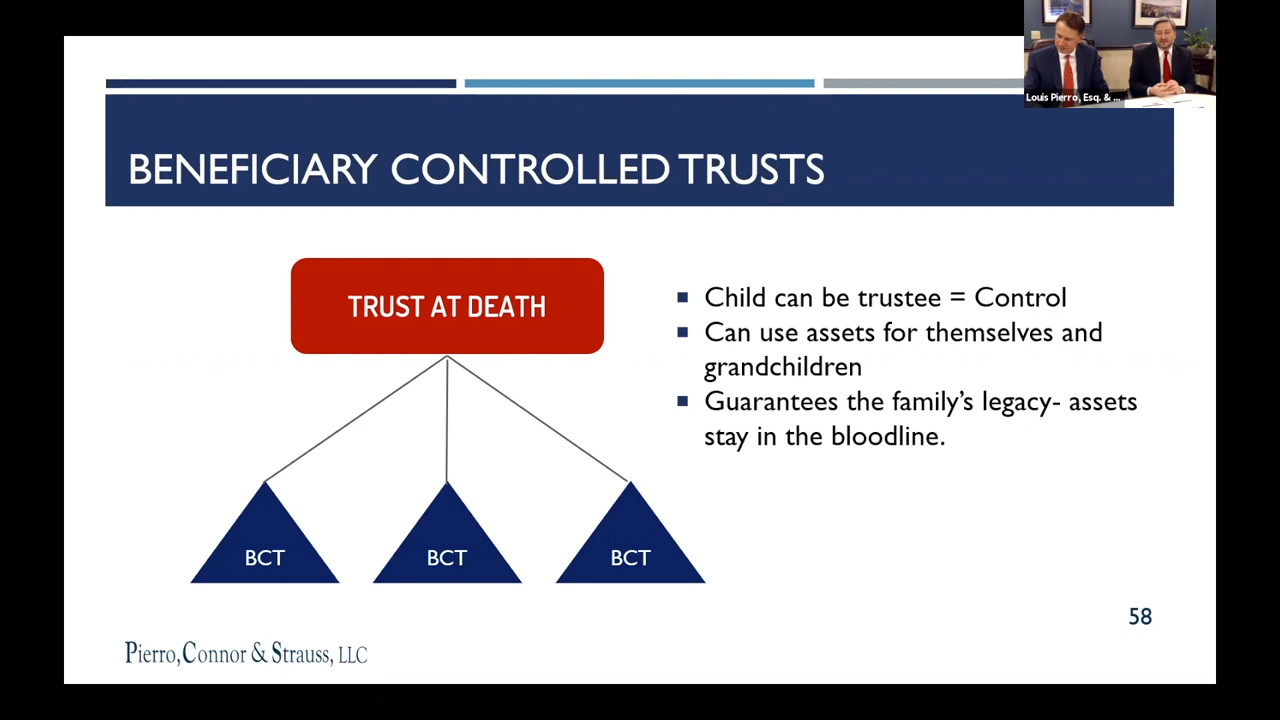 Louis Pierro, Esq. & ...
BENEFICIARY CONTROLLED TRUSTS
TRUST AT DEATH
BCT
BCT
BCT
■ Child can be trustee = Control
■ Can use assets for themselves and
grandchildren
■ Guarantees the family's legacy- assets
stay in the bloodline.
58
Pierro, Connor & Strauss, LLC